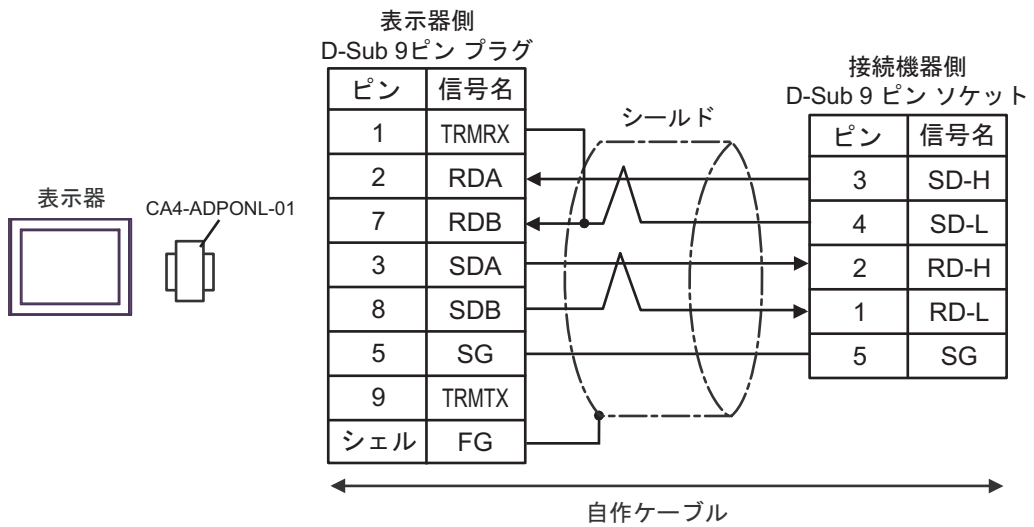 表示器側
D-Sub 9ピン プラグ
ピン 信号名
1 TRMRX
2 RDA
7 RDB
3 SDA
8 SDB
5 SG
9 TRMTX
シェル FG
シールド
接続機器側
D-Sub 9 ピン ソケット
ピン 信号名
3 SD-H
4 SD-L
2 RD-H
1 RD-L
5 SG
表示器
CA4-ADPONL-01
自作ケーブル